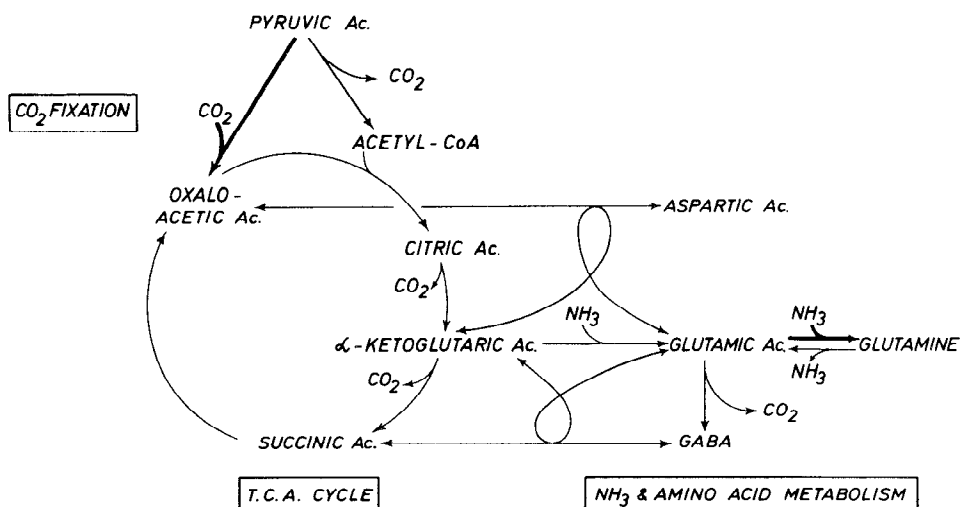 PYRUVIC Ac.
CO2
CO2 FIXATION
CO2
ACETYL-CoA
OXALO-
ACETIC Ac.
ASPARTIC Ac.
CITRIC Ac.
CO2
NH3
NH3
α-KETOGLUTARIC Ac.
GLUTAMIC Ac.
GLUTAMINE
NH3
CO2
CO2
SUCCINIC Ac.
GABA
T.C.A. CYCLE
NH3 & AMINO ACID METABOLISM